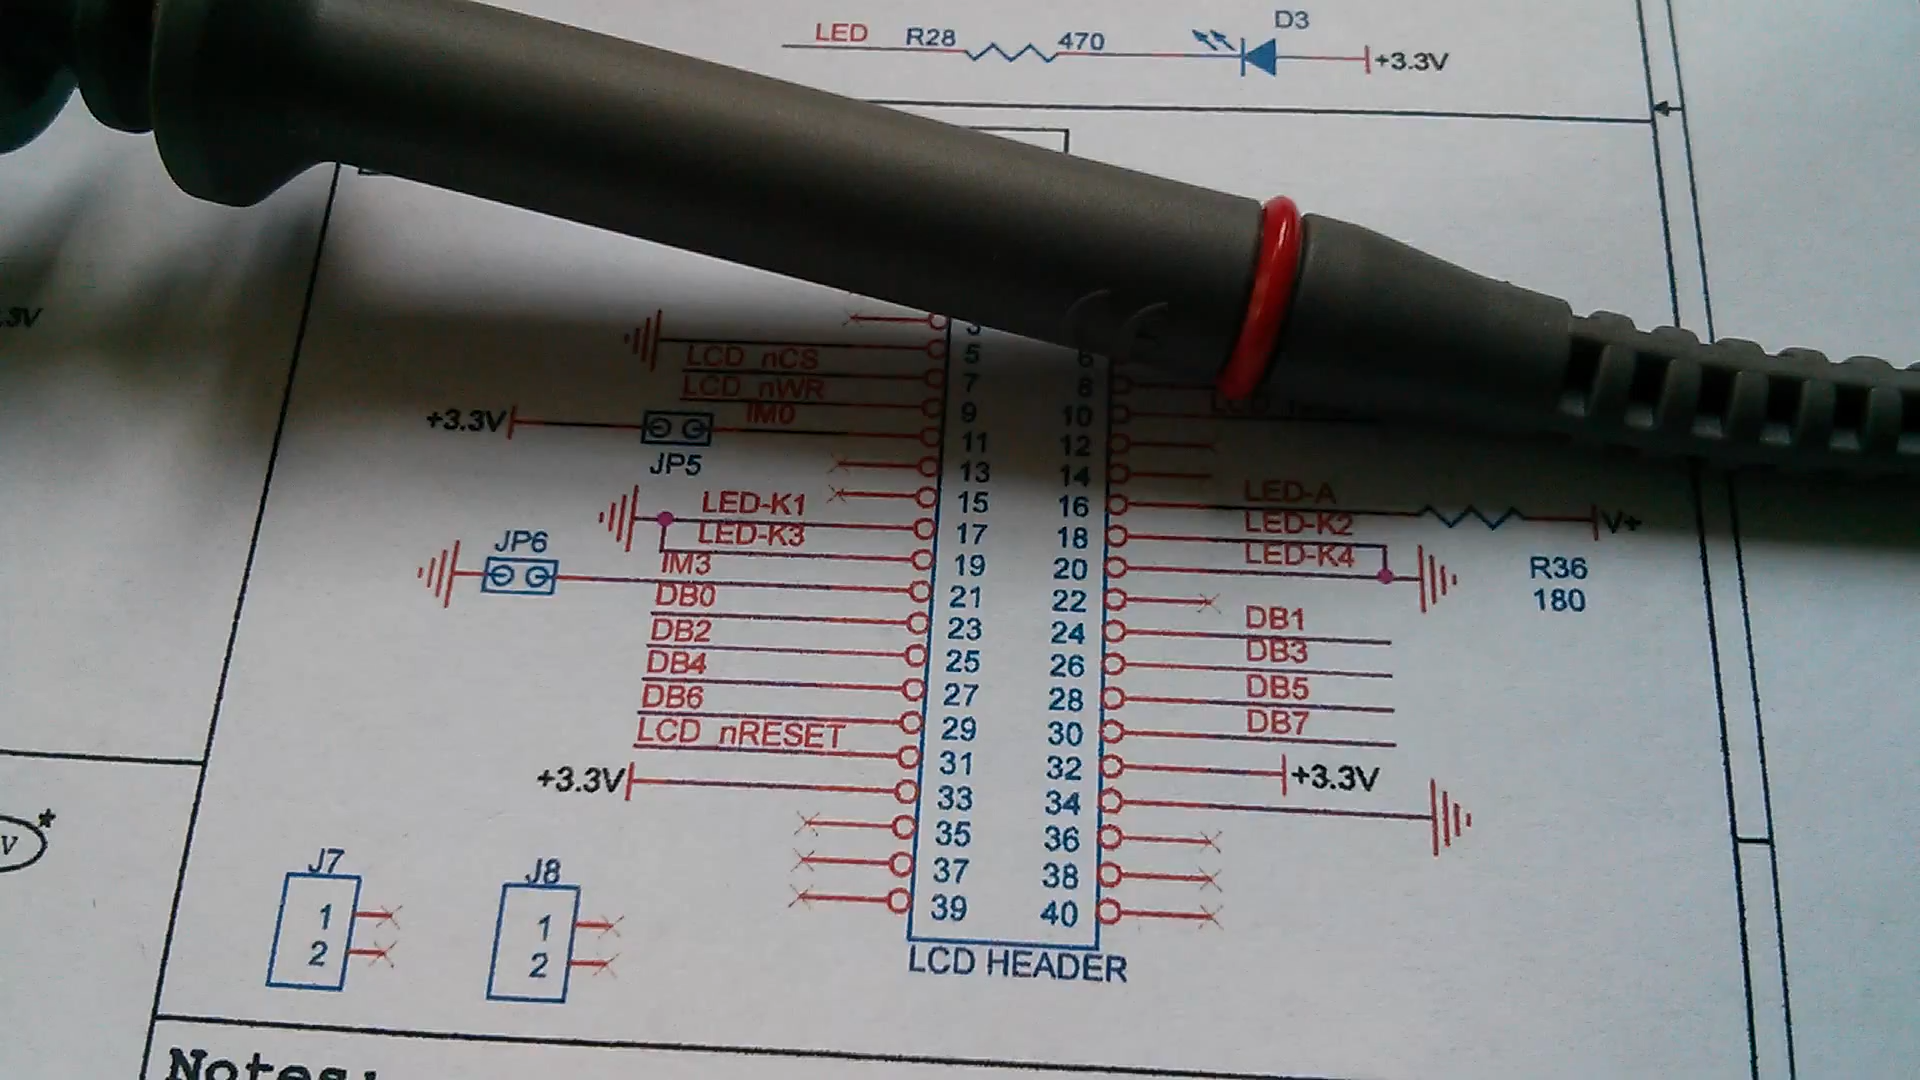 LED R28 470 D3 +3.3V
CE
5 6
LCD_nCS 7 8
LCD_nWR 9 10
+3.3V IM0 11 12
JP5 13 14
15 16 LED-A V+
LED-K1 17 18 LED-K2
LED-K3 19 20 LED-K4 R36
JP6 IM3 21 22 180
DB0 23 24 DB1
DB2 25 26 DB3
DB4 27 28 DB5
DB6 29 30 DB7
LCD_nRESET 31 32 +3.3V
+3.3V 33 34
35 36
37 38
39 40
LCD HEADER
J7
1
2
J8
1
2
Notes: